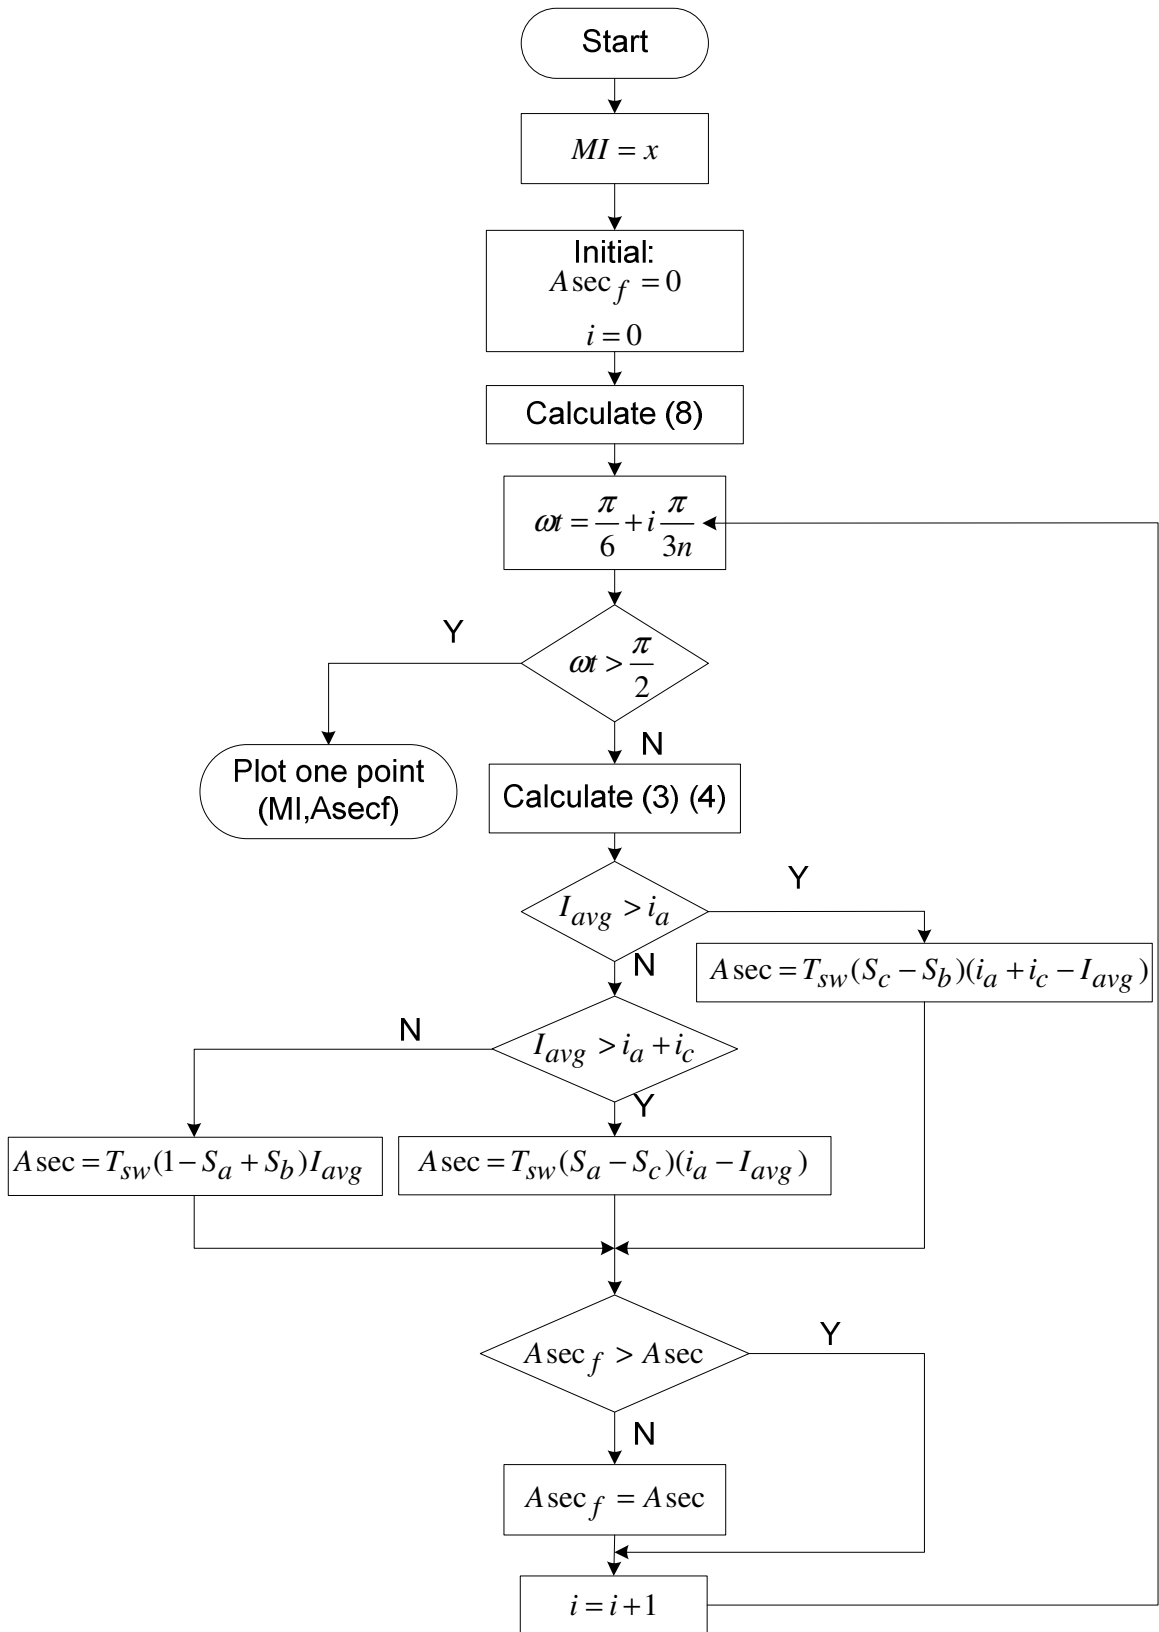 Start
MI = x
Initial:
Asec_f = 0
i = 0
Calculate (8)
ωt = π/6 + i π/3n
Y
ωt > π/2
N
Plot one point
(MI,Asecf)
Calculate (3) (4)
Y
I_avg > i_a
N
Asec = T_sw(S_c − S_b)(i_a + i_c − I_avg)
N
I_avg > i_a + i_c
Y
Asec = T_sw(1 − S_a + S_b)I_avg
Asec = T_sw(S_a − S_c)(i_a − I_avg)
Asec_f > Asec
Y
N
Asec_f = Asec
i = i + 1